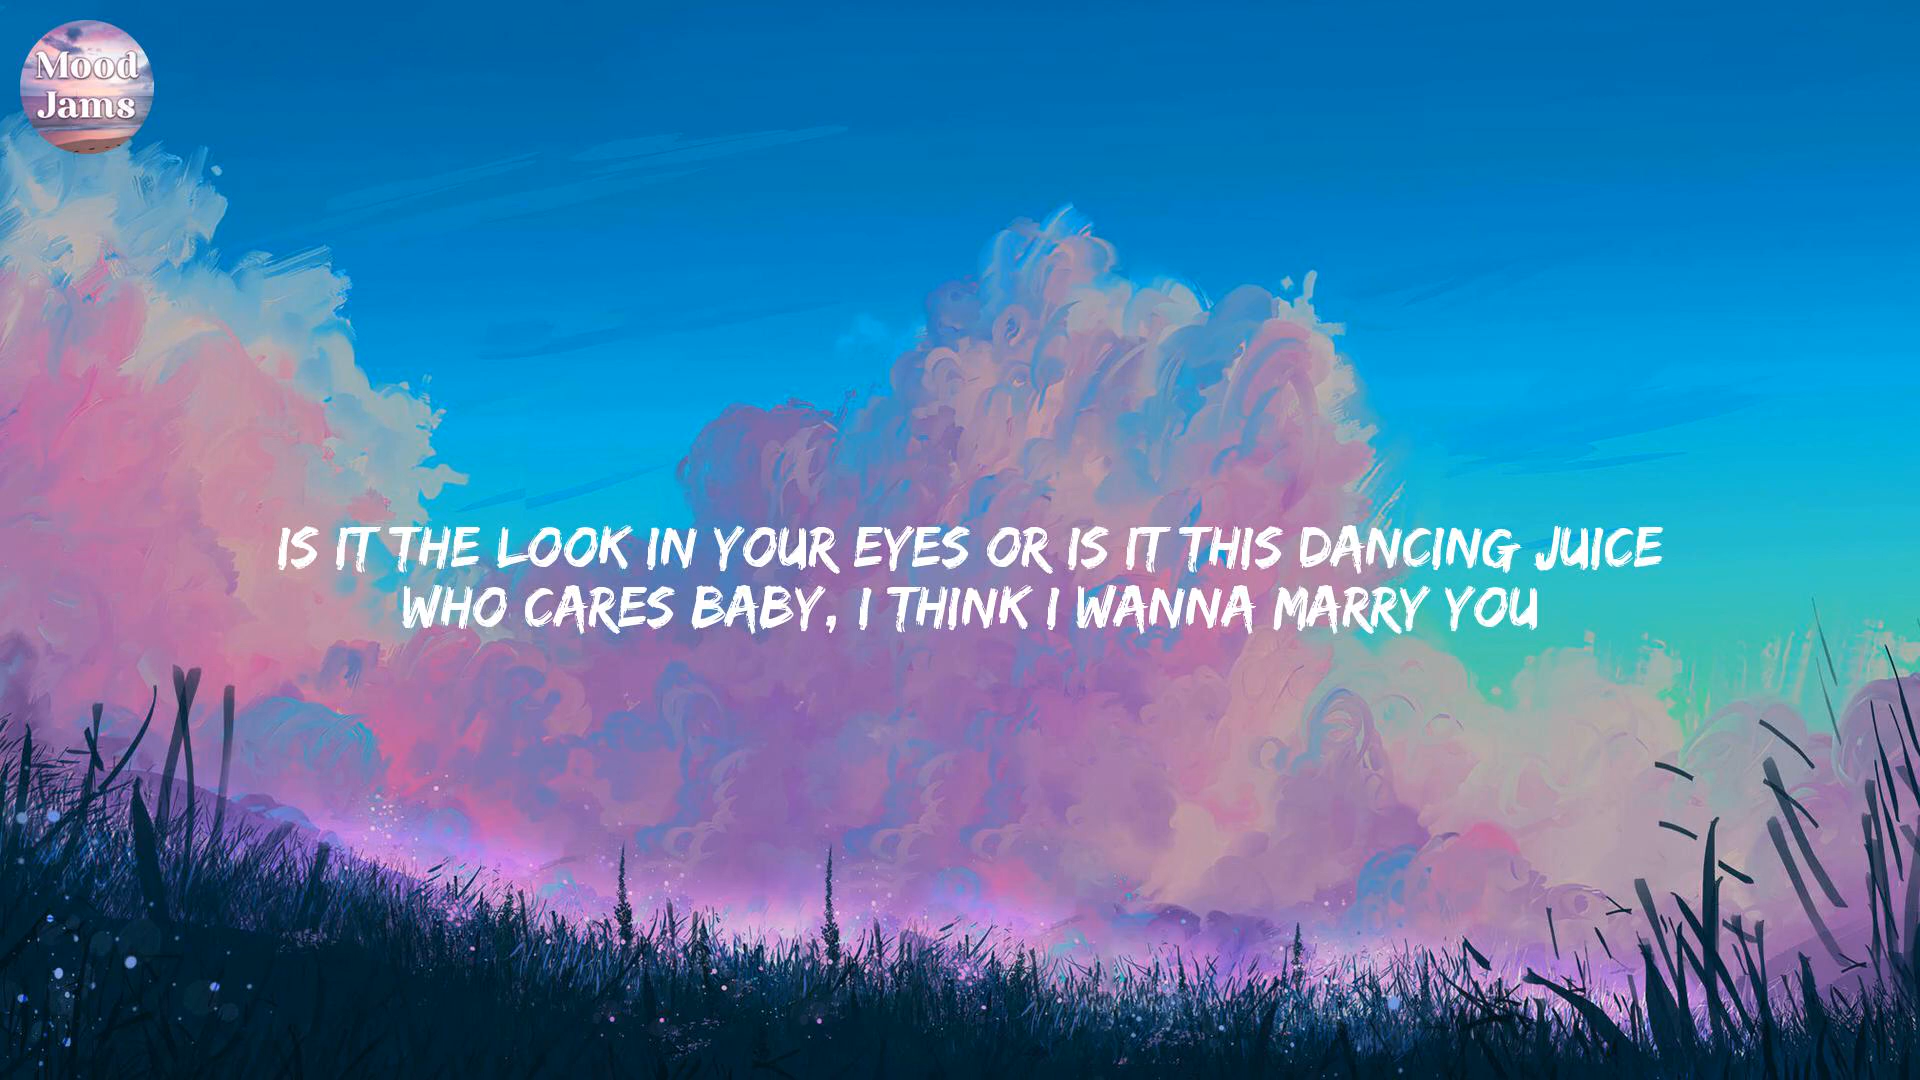 Mood
Jams
IS IT THE LOOK IN YOUR EYES OR IS IT THIS DANCING JUICE
WHO CARES BABY, I THINK I WANNA MARRY YOU